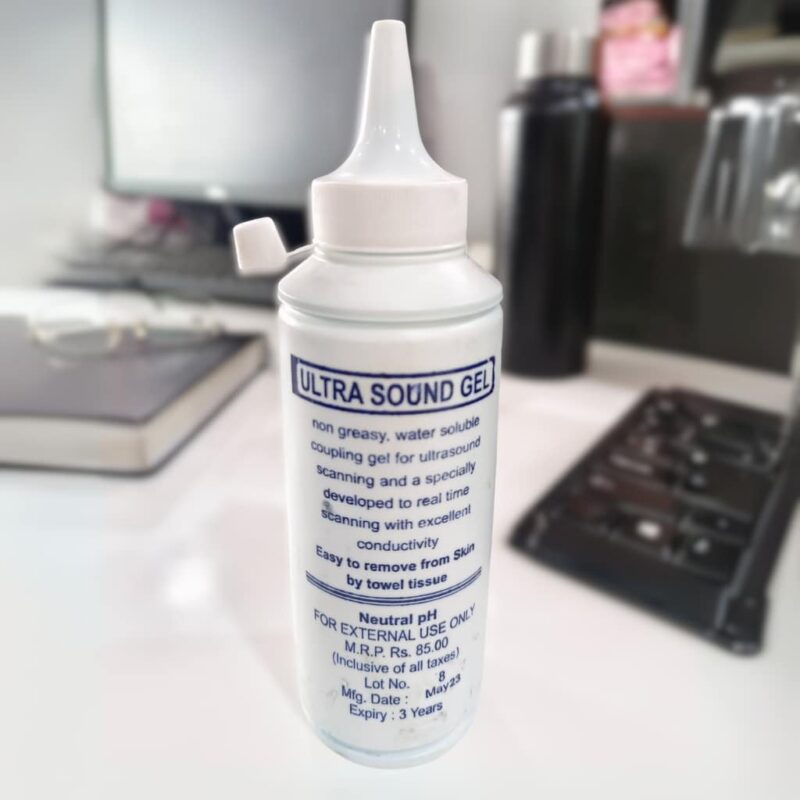 ULTRA SOUND GEL
non greasy, water soluble
coupling gel for ultrasound
scanning and a specially
developed to real time
scanning with excellent
conductivity
Easy to remove from Skin
by towel tissue
Neutral pH
FOR EXTERNAL USE ONLY
M.R.P. Rs. 85.00
(Inclusive of all taxes)
Lot No. 8
Mfg. Date : May23
Expiry : 3 Years